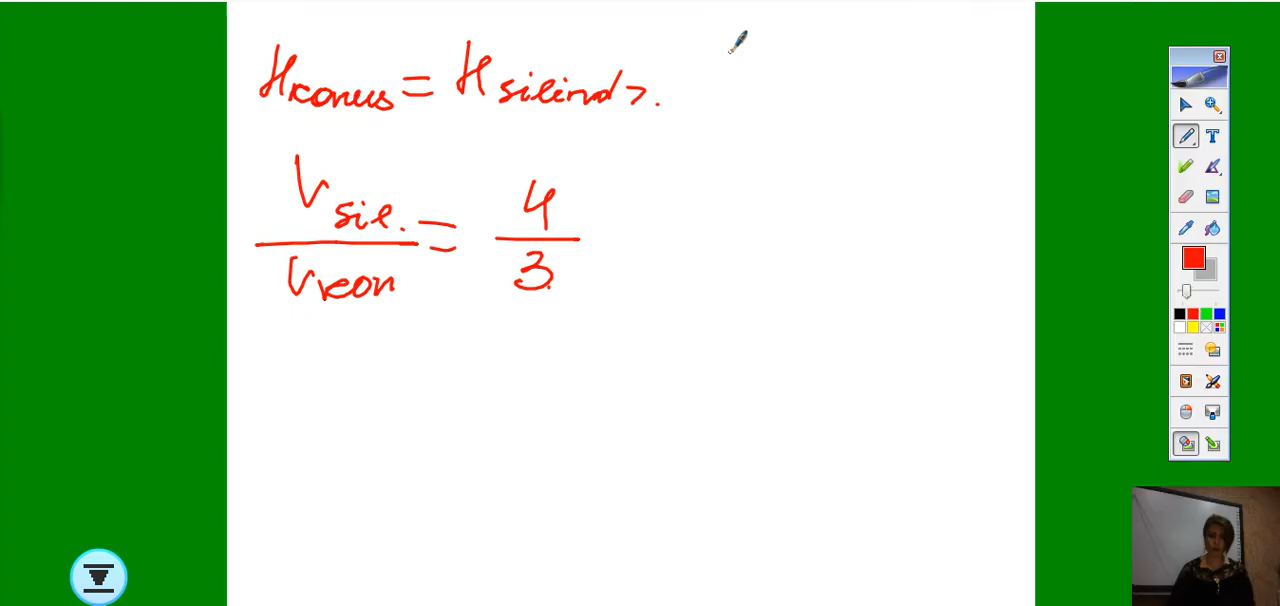 Hkonus = Hsilindr.
Vsil. / Vkon = 4 / 3
T